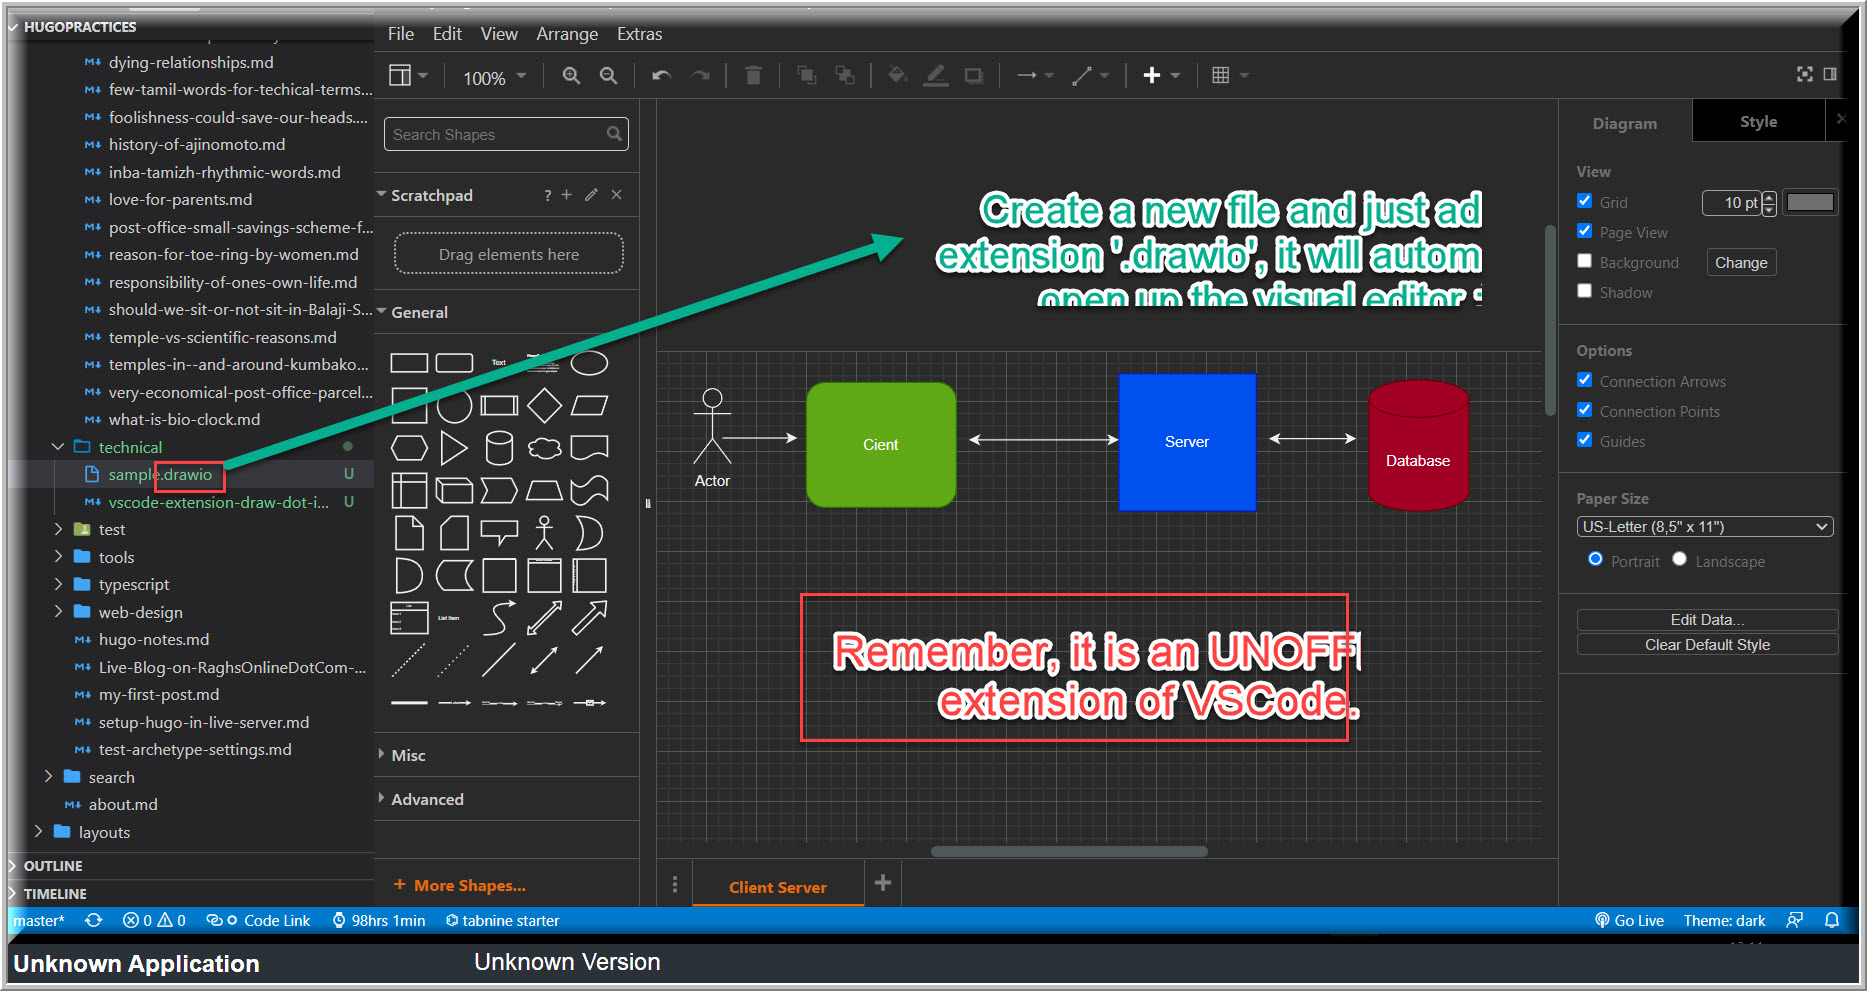 HUGOPRACTICES
dying-relationships.md
few-tamil-words-for-techical-terms...
foolishness-could-save-our-heads....
history-of-ajinomoto.md
inba-tamizh-rhythmic-words.md
love-for-parents.md
post-office-small-savings-scheme-f...
reason-for-toe-ring-by-women.md
responsibility-of-ones-own-life.md
should-we-sit-or-not-sit-in-Balaji-S...
temple-vs-scientific-reasons.md
temples-in--and-around-kumbako...
very-economical-post-office-parcel...
what-is-bio-clock.md
technical
sample.drawio U
vscode-extension-draw-dot-i... U
test
tools
typescript
web-design
hugo-notes.md
Live-Blog-on-RaghsOnlineDotCom-...
my-first-post.md
setup-hugo-in-live-server.md
test-archetype-settings.md
search
about.md
layouts
OUTLINE
TIMELINE
File Edit View Arrange Extras
100%
Search Shapes
Scratchpad ? + ×
Drag elements here
General
Text
List Item
Misc
Advanced
+ More Shapes...
Create a new file and just ad
extension '.drawio', it will autom
open up the visual editor :
Actor
Cient
Server
Database
Remember, it is an UNOFF
extension of VSCode.
Client Server
Diagram Style
View
Grid 10 pt
Page View
Background Change
Shadow
Options
Connection Arrows
Connection Points
Guides
Paper Size
US-Letter (8,5" x 11")
Portrait Landscape
Edit Data...
Clear Default Style
master* 0 0 Code Link 98hrs 1min tabnine starter Go Live Theme: dark
Unknown Application Unknown Version